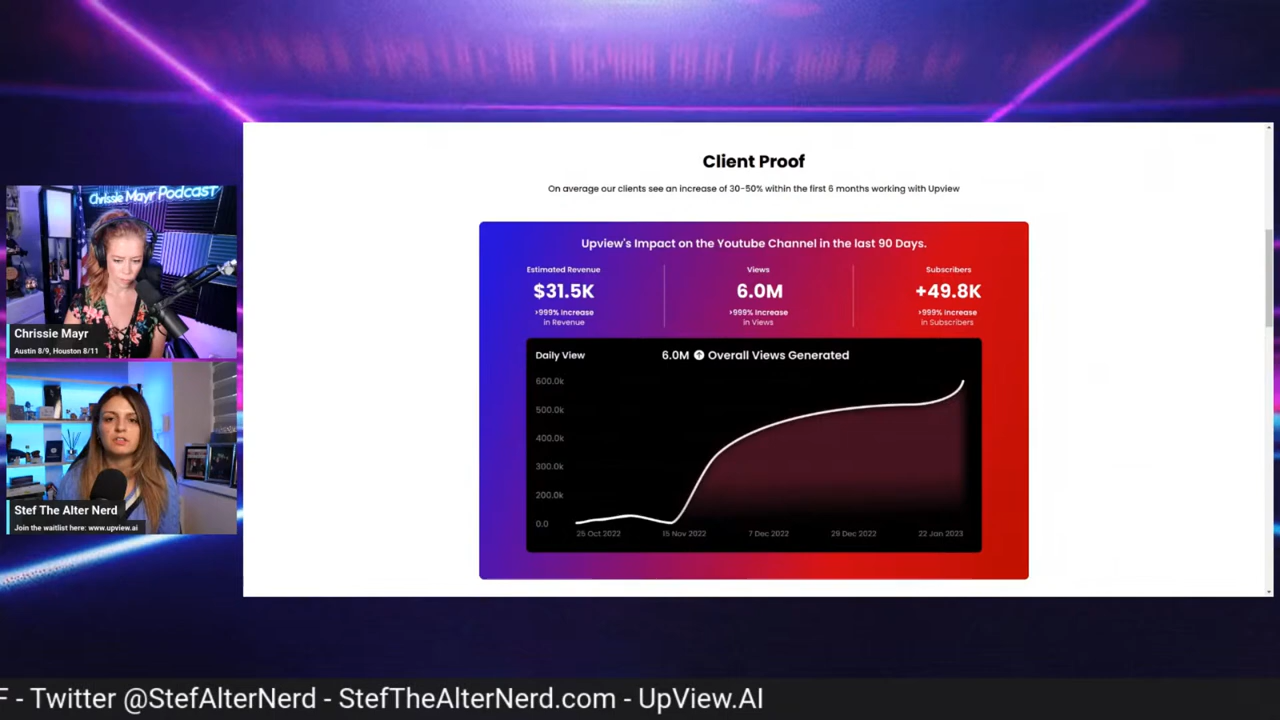 Client Proof
On average our clients see an increase of 30-50% within the first 6 months working with Upview
Upview's Impact on the Youtube Channel in the last 90 Days.
Estimated Revenue
$31.5K
>999% Increase
in Revenue
Views
6.0M
>999% Increase
in Views
Subscribers
+49.8K
>999% Increase
in Subscribers
Daily View
6.0M Overall Views Generated
600.0k
500.0k
400.0k
300.0k
200.0k
0.0
25 Oct 2022
15 Nov 2022
7 Dec 2022
29 Dec 2022
22 Jan 2023
Chrissie Mayr Podcast
Chrissie Mayr
Austin 8/9, Houston 8/11
Stef The Alter Nerd
Join the waitlist here: www.upview.ai
F - Twitter @StefAlterNerd - StefTheAlterNerd.com - UpView.AI